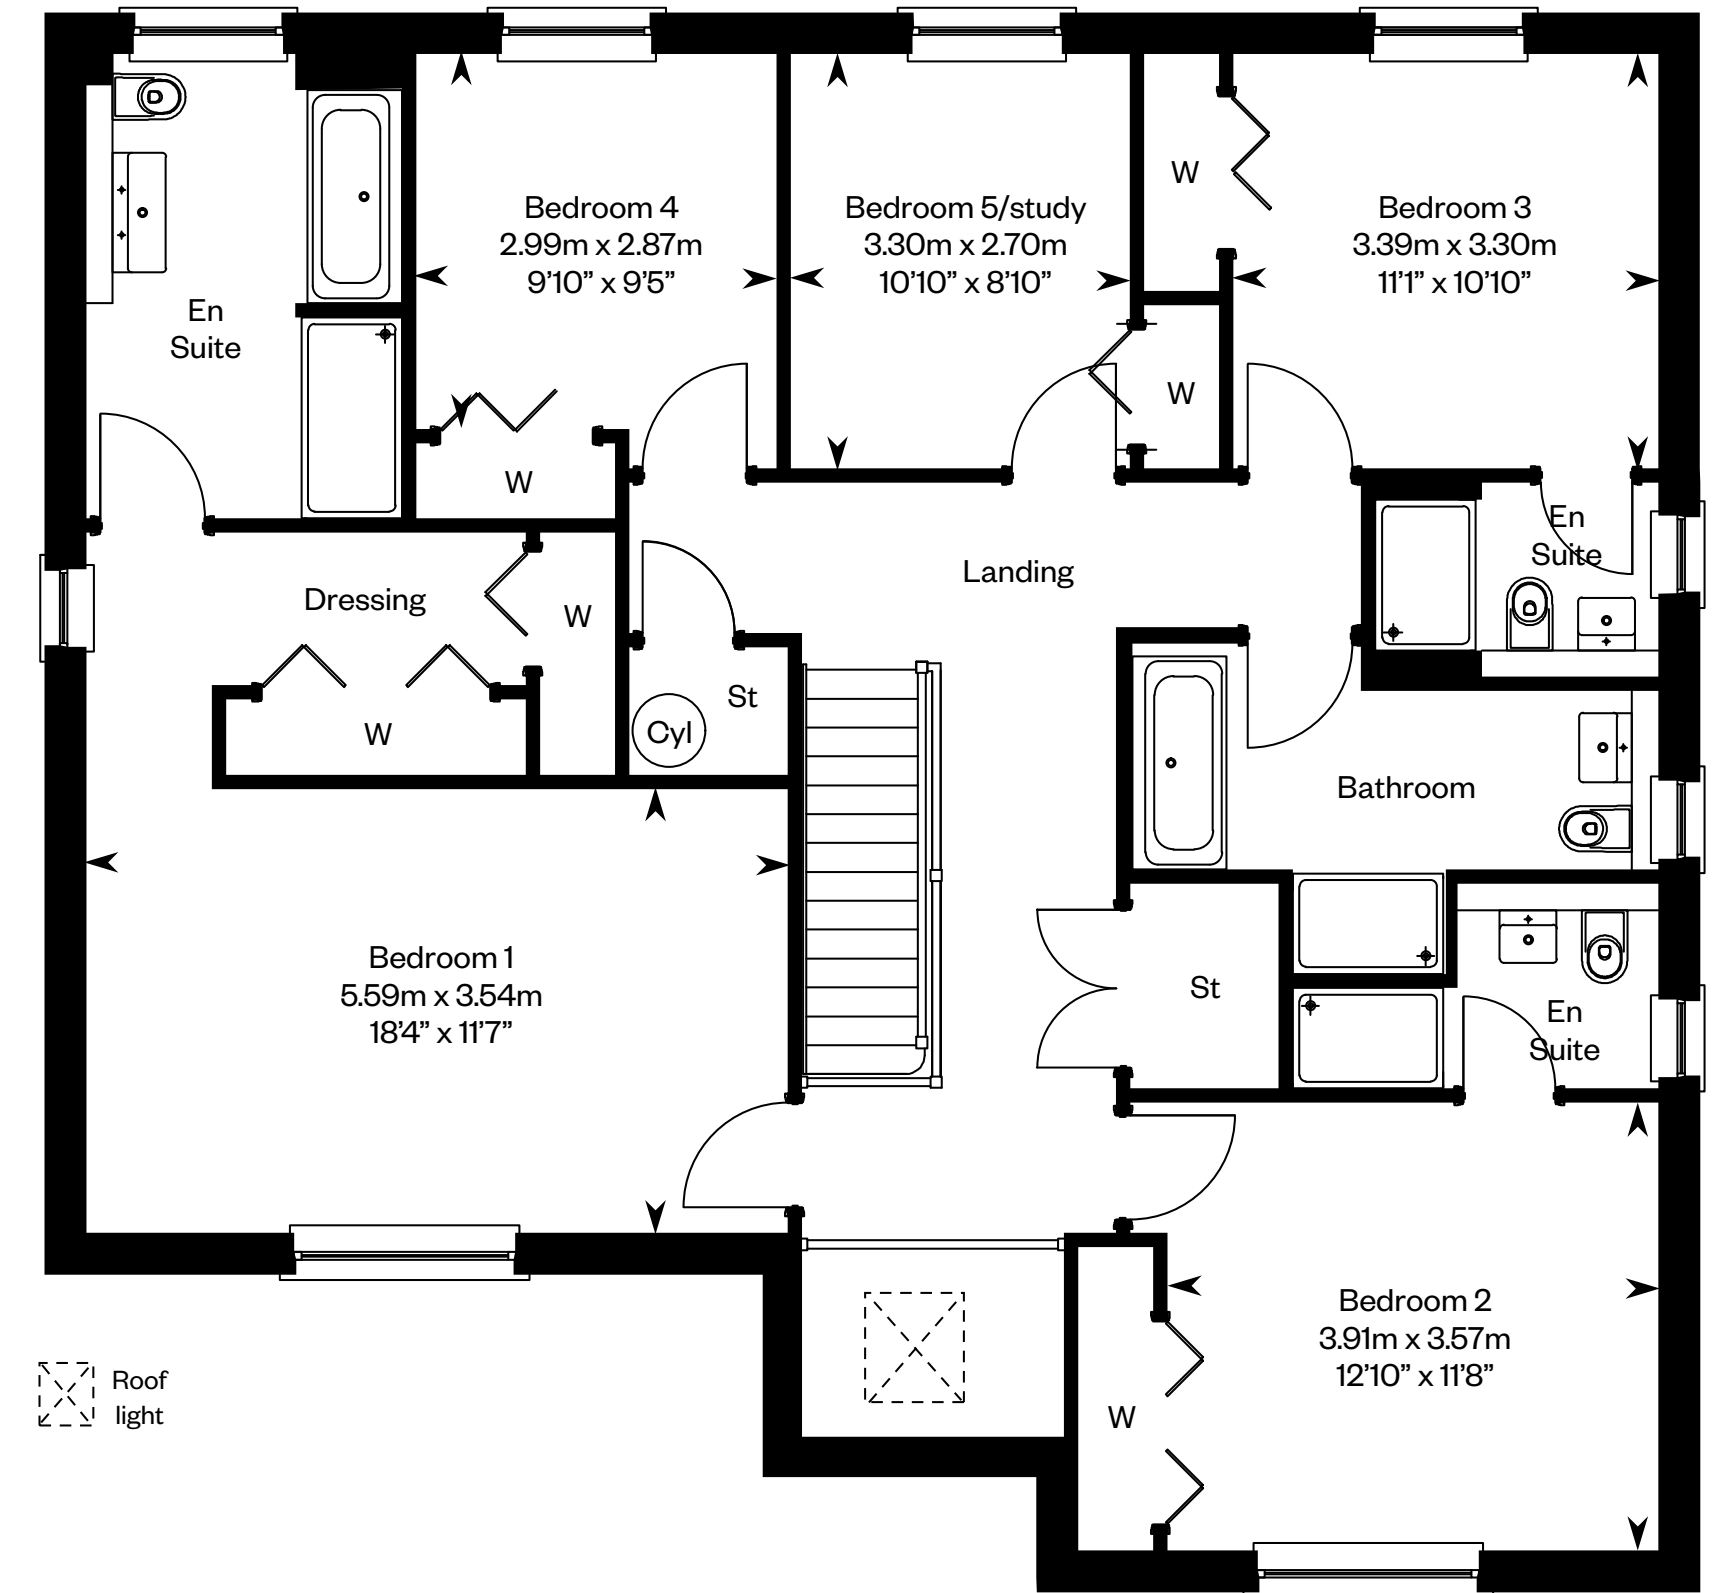 W
Bedroom 4
2.99m x 2.87m
9’10” x 9’5”
Bedroom 5/study
3.30m x 2.70m
10’10” x 8’10”
Bedroom 3
3.39m x 3.30m
11’1” x 10’10”
En
Suite
W
W
En
Suite
Landing
Dressing
W
St
Cyl
W
Bathroom
Bedroom 1
5.59m x 3.54m
18’4” x 11’7”
St
En
Suite
Bedroom 2
3.91m x 3.57m
12’10” x 11’8”
W
Roof
light